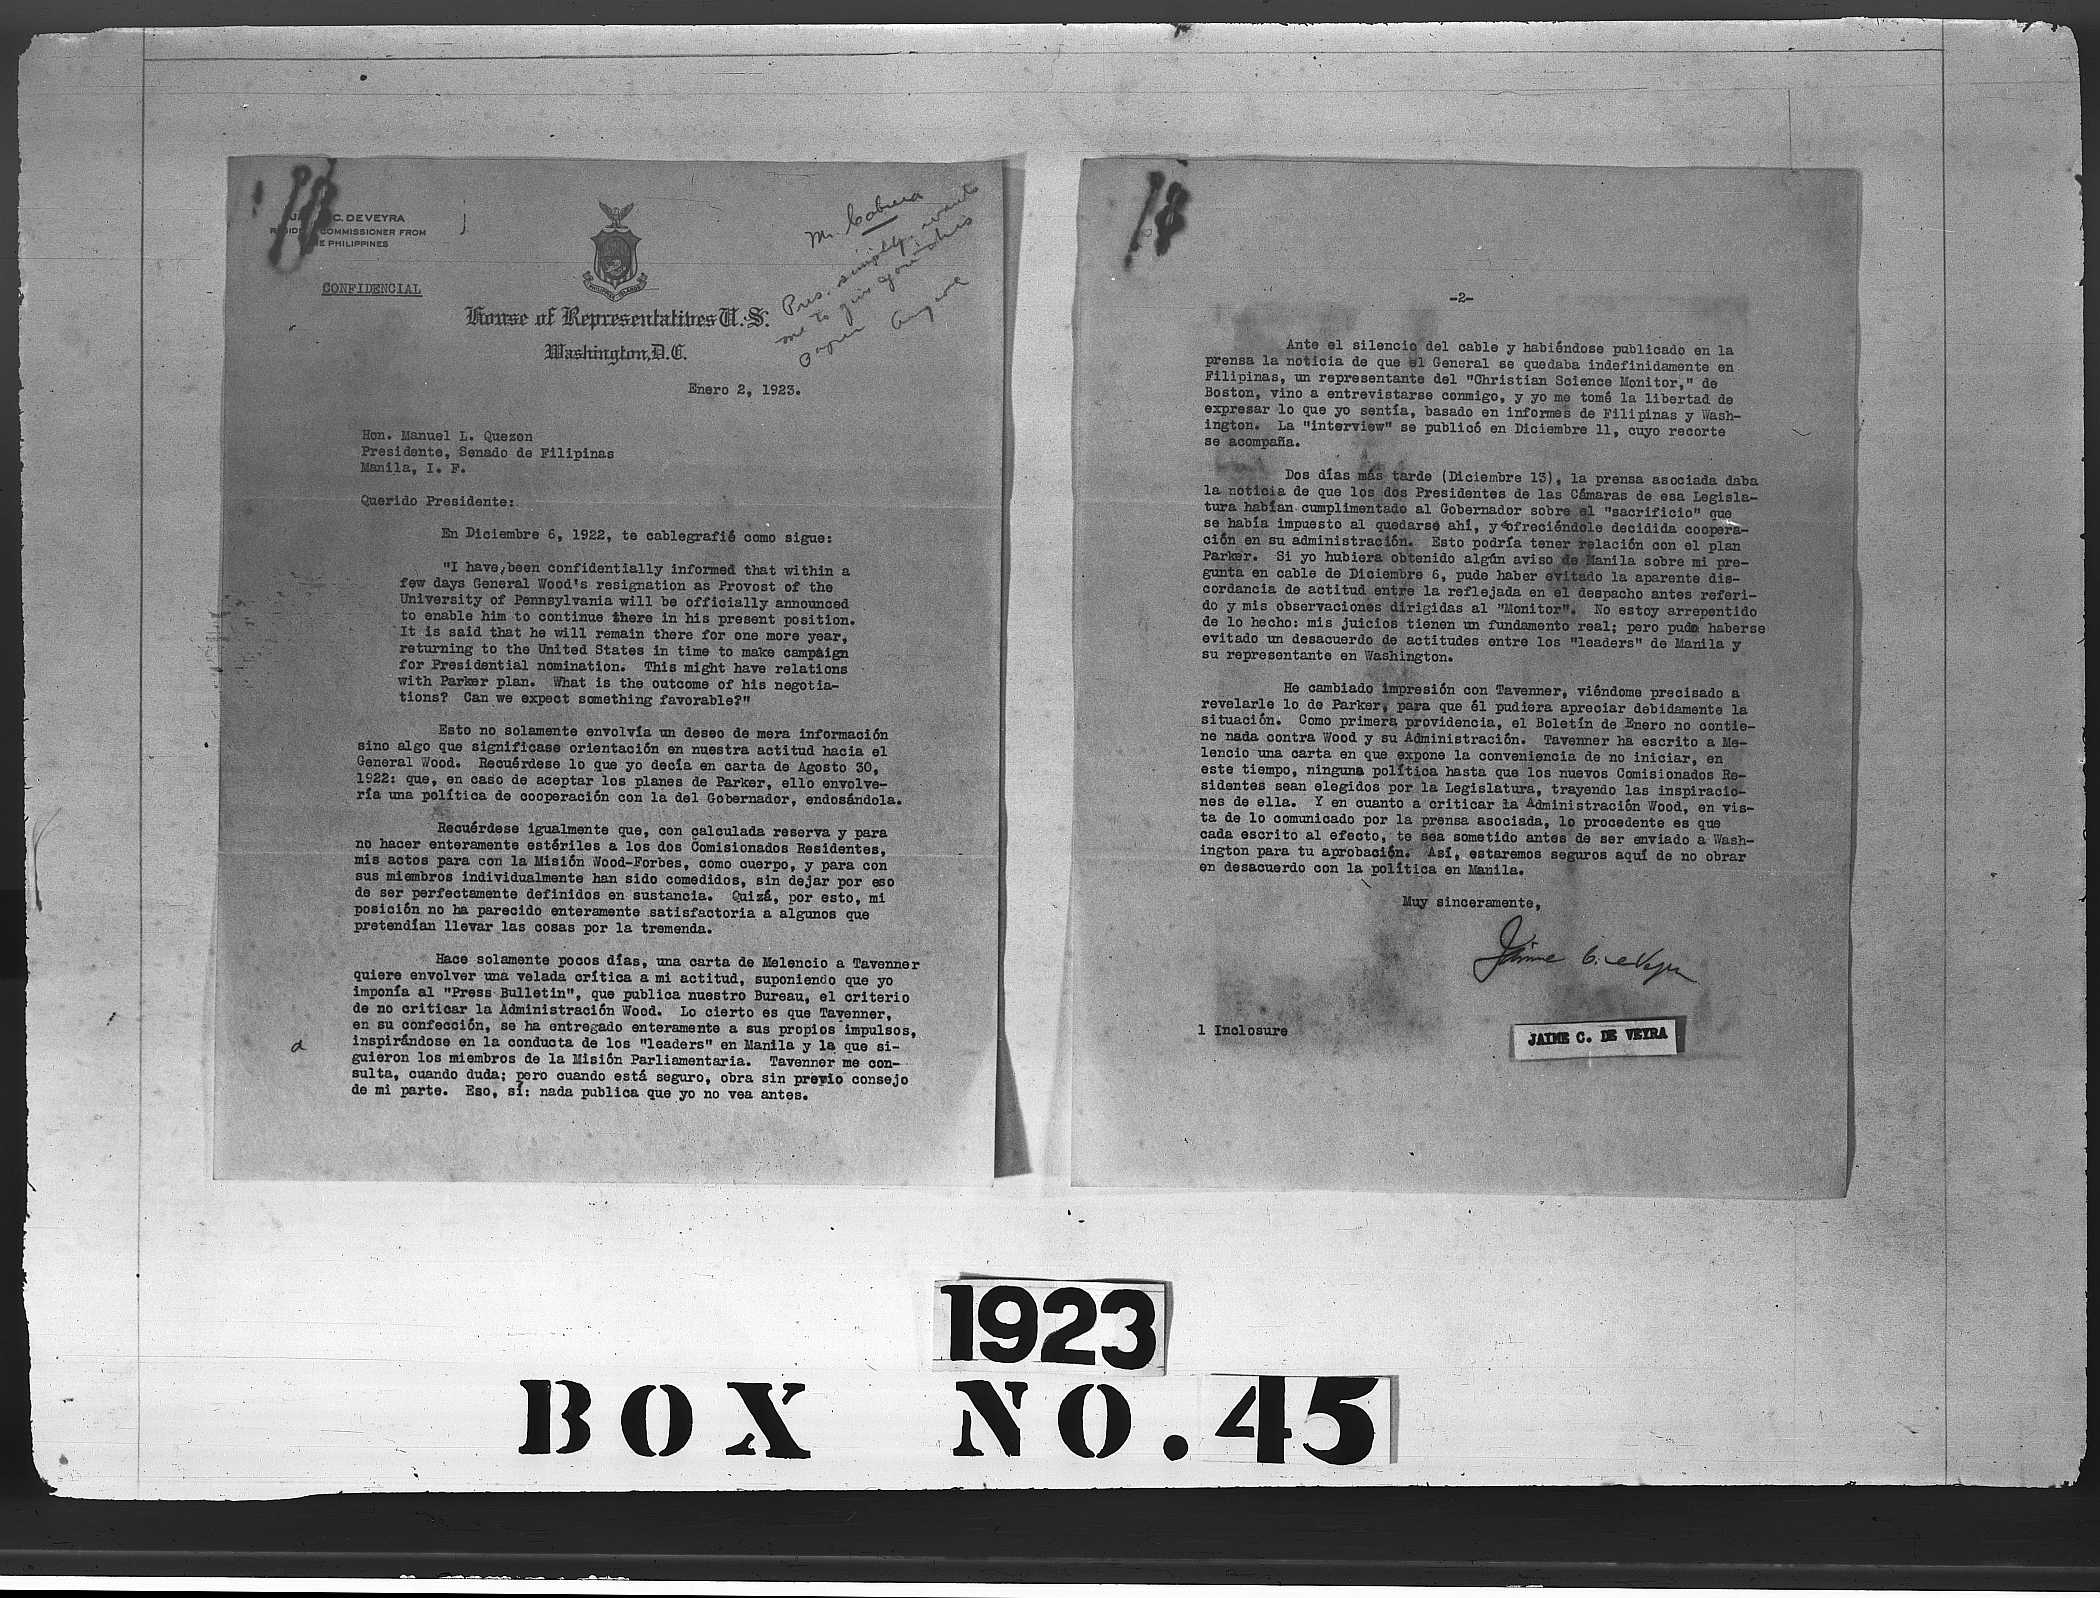 JA C. DE VEYRA
RESIDENT COMMISSIONER FROM
THE PHILIPPINES
CONFIDENCIAL
PHILIPPINE ISLANDS
House of Representatives U.S.
Washington, D.C.
Mr. Cabrera
Pres. simply wants
me to give you this
paper
Enero 2, 1923.
Hon. Manuel L. Quezon
Presidente, Senado de Filipinas
Manila, I. F.
Querido Presidente:
En Diciembre 6, 1922, te cablegrafié como sigue:
"I have been confidentially informed that within a
few days General Wood's resignation as Provost of the
University of Pennsylvania will be officially announced
to enable him to continue there in his present position.
It is said that he will remain there for one more year,
returning to the United States in time to make campaign
for Presidential nomination. This might have relations
with Parker plan. What is the outcome of his negotia-
tions? Can we expect something favorable?"
Esto no solamente envolvía un deseo de mera información
sino algo que significase orientación en nuestra actitud hacia el
General Wood. Recuérdese lo que yo decía en carta de Agosto 30,
1922: que, en caso de aceptar los planes de Parker, ello envolve-
ría una política de cooperación con la del Gobernador, endosándola.
Recuérdese igualmente que, con calculada reserva y para
no hacer enteramente estériles a los dos Comisionados Residentes,
mis actos para con la Misión Wood-Forbes, como cuerpo, y para con
sus miembros individualmente han sido comedidos, sin dejar por eso
de ser perfectamente definidos en sustancia. Quizá, por esto, mi
posición no ha parecido enteramente satisfactoria a algunos que
pretendían llevar las cosas por la tremenda.
Hace solamente pocos días, una carta de Melencio a Tavenner
quiere envolver una velada crítica a mi actitud, suponiendo que yo
imponía al "Press Bulletin", que publica nuestro Bureau, el criterio
de no criticar la Administración Wood. Lo cierto es que Tavenner,
en su confección, se ha entregado enteramente a sus propios impulsos,
inspirándose en la conducta de los "leaders" en Manila y la que si-
guieron los miembros de la Misión Parliamentaria. Tavenner me con-
sulta, cuando duda; pero cuando está seguro, obra sin previo consejo
de mi parte. Eso, sí: nada publica que yo no vea antes.
18
-2-
Ante el silencio del cable y habiéndose publicado en la
prensa la noticia de que el General se quedaba indefinidamente en
Filipinas, un representante del "Christian Science Monitor," de
Boston, vino a entrevistarse conmigo, y yo me tomé la libertad de
expresar lo que yo sentía, basado en informes de Filipinas y Wash-
ington. La "interview" se publicó en Diciembre 11, cuyo recorte
se acompaña.
Dos días más tarde (Diciembre 13), la prensa asociada daba
la noticia de que los dos Presidentes de las Cámaras de esa Legisla-
tura habían cumplimentado al Gobernador sobre el "sacrificio" que
se había impuesto al quedarse ahí, y ofreciéndole decidida coopera-
ción en su administración. Esto podría tener relación con el plan
Parker. Si yo hubiera obtenido algún aviso de Manila sobre mi pre-
gunta en cable de Diciembre 6, pude haber evitado la aparente dis-
cordancia de actitud entre la reflejada en el despacho antes referi-
do y mis observaciones dirigidas al "Monitor". No estoy arrepentido
de lo hecho: mis juicios tienen un fundamento real; pero pudo haberse
evitado un desacuerdo de actitudes entre los "leaders" de Manila y
su representante en Washington.
He cambiado impresión con Tavenner, viéndome precisado a
revelarle lo de Parker, para que él pudiera apreciar debidamente la
situación. Como primera providencia, el Boletín de Enero no contie-
ne nada contra Wood y su Administración. Tavenner ha escrito a Me-
lencio una carta en que expone la conveniencia de no iniciar, en
este tiempo, ninguna política hasta que los nuevos Comisionados Re-
sidentes sean elegidos por la Legislatura, trayendo las inspiracio-
nes de ella. Y en cuanto a criticar la Administración Wood, en vis-
ta de lo comunicado por la prensa asociada, lo procedente es que
cada escrito al efecto, te sea sometido antes de ser enviado a Wash-
ington para tu aprobación. Así, estaremos seguros aquí de no obrar
en desacuerdo con la política en Manila.
Muy sinceramente,
Jaime C. de Veyra
1 Inclosure
JAIME C. DE VEYRA
1923
BOX NO. 45